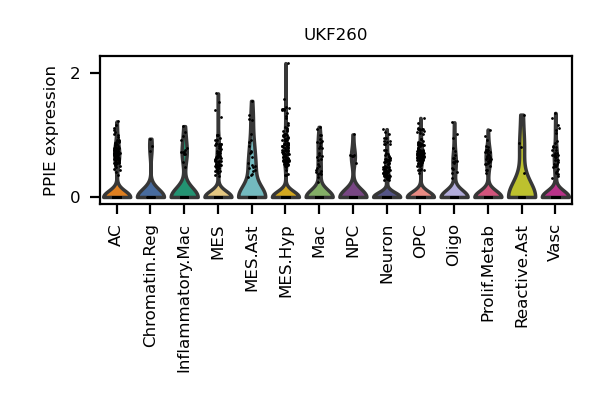 UKF260
PPIE expression
2
0
AC
Chromatin.Reg
Inflammatory.Mac
MES
MES.Ast
MES.Hyp
Mac
NPC
Neuron
OPC
Oligo
Prolif.Metab
Reactive.Ast
Vasc